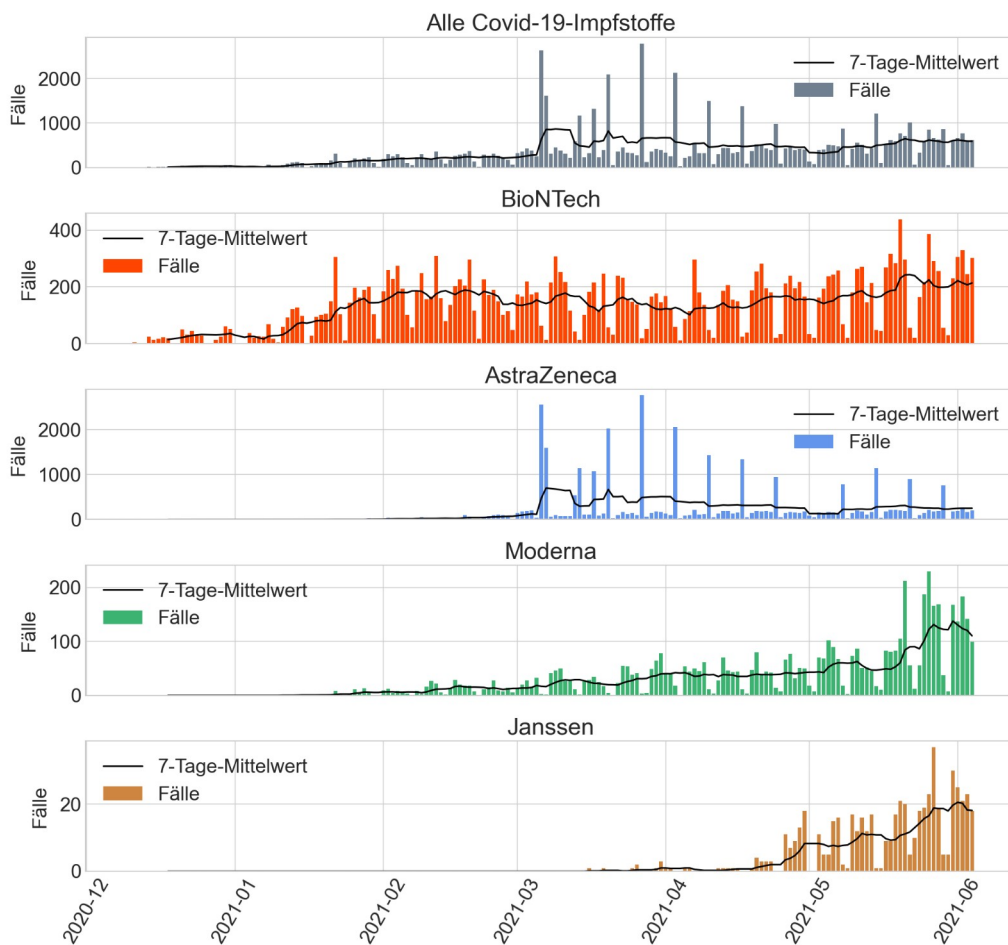 Alle Covid-19-Impfstoffe
Fälle
2000
1000
0
7-Tage-Mittelwert
Fälle
BioNTech
Fälle
400
200
0
7-Tage-Mittelwert
Fälle
AstraZeneca
Fälle
2000
1000
0
7-Tage-Mittelwert
Fälle
Moderna
Fälle
200
100
0
7-Tage-Mittelwert
Fälle
Janssen
Fälle
20
0
7-Tage-Mittelwert
Fälle
2020-12
2021-01
2021-02
2021-03
2021-04
2021-05
2021-06